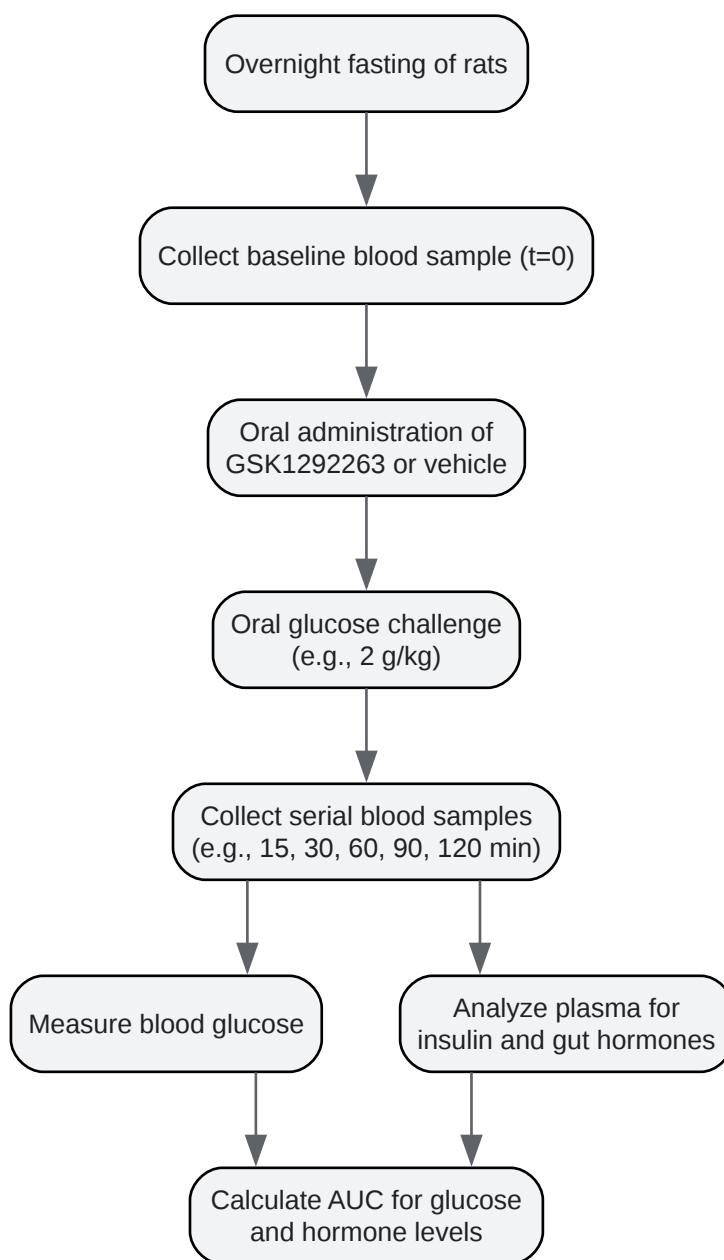 Overnight fasting of rats
Collect baseline blood sample (t=0)
Oral administration of
GSK1292263 or vehicle
Oral glucose challenge
(e.g., 2 g/kg)
Collect serial blood samples
(e.g., 15, 30, 60, 90, 120 min)
Measure blood glucose
Analyze plasma for
insulin and gut hormones
Calculate AUC for glucose
and hormone levels